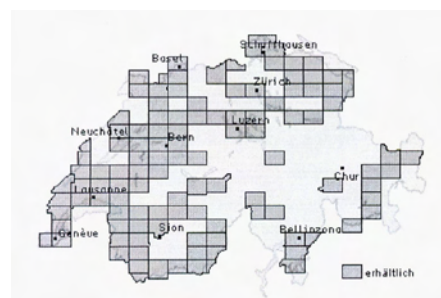 Schaffhausen
Basel
Zürich
Luzern
Neuchâtel
Bern
Chur
Lausanne
Genève
Sion
Bellinzona
erhältlich